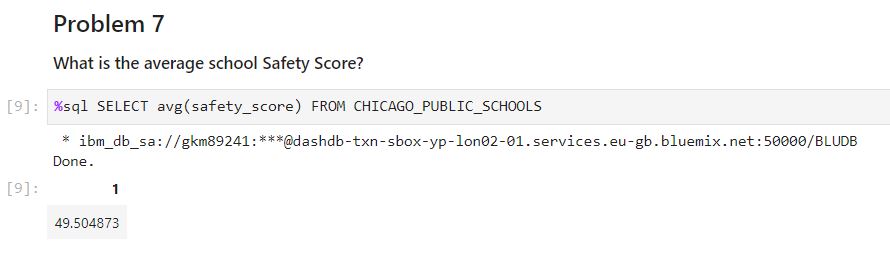 Problem 7
What is the average school Safety Score?
[9]: %sql SELECT avg(safety_score) FROM CHICAGO_PUBLIC_SCHOOLS
* ibm_db_sa://gkm89241:***@dashdb-txn-sbox-yp-lon02-01.services.eu-gb.bluemix.net:50000/BLUDB
Done.
[9]: 1
49.504873